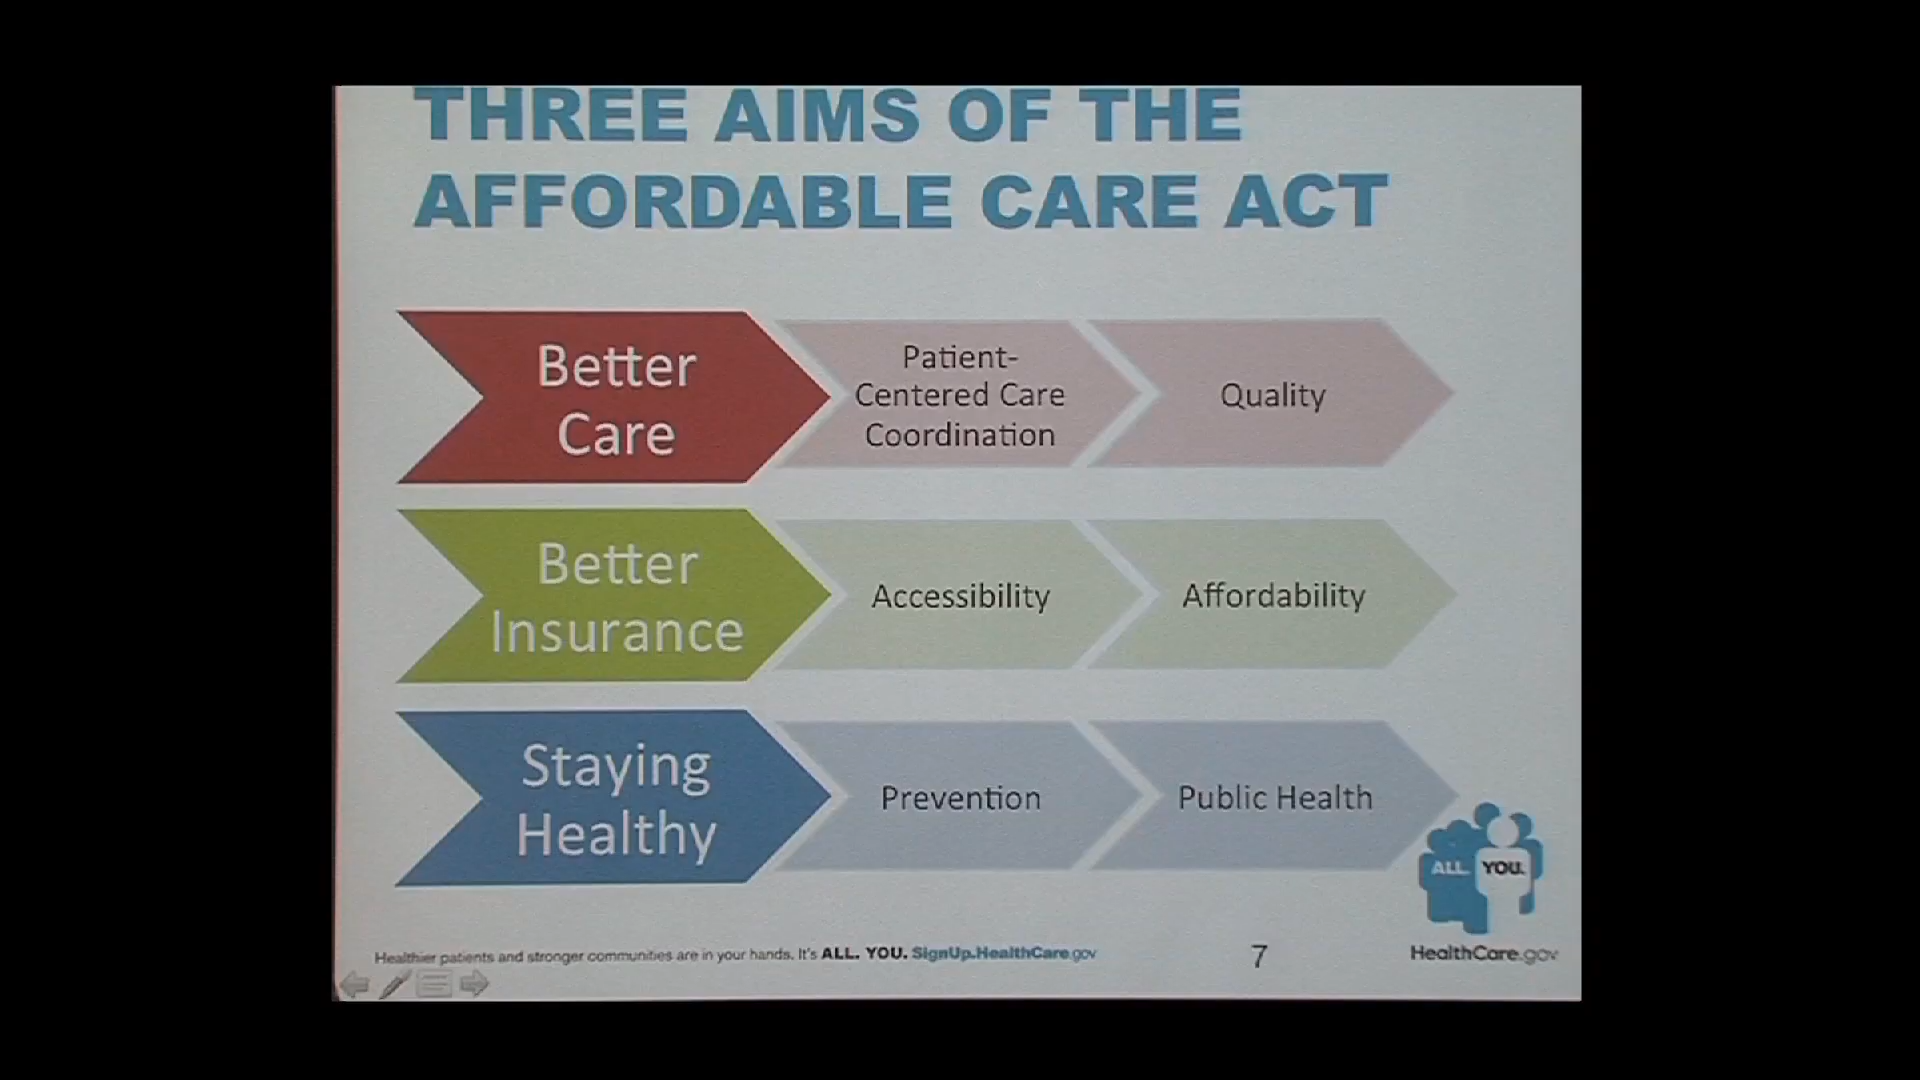 THREE AIMS OF THE
AFFORDABLE CARE ACT
Better
Care
Patient-
Centered Care
Coordination
Quality
Better
Insurance
Accessibility
Affordability
Staying
Healthy
Prevention
Public Health
ALL. YOU.
Healthier patients and stronger communities are in your hands. It's ALL. YOU. SignUp.HealthCare.gov
7
HealthCare.gov